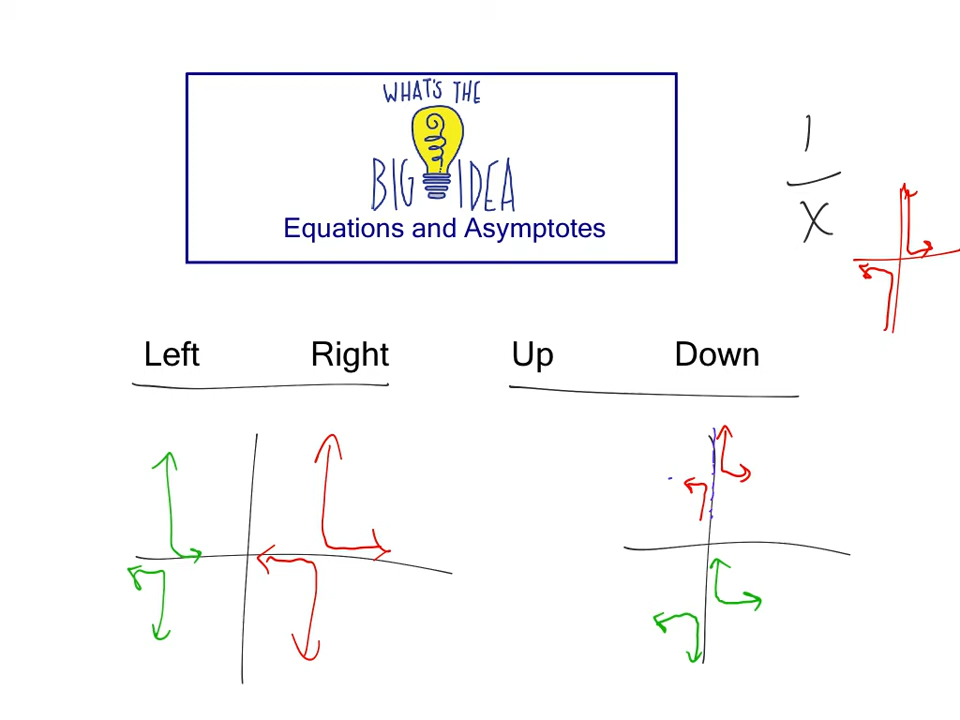 WHAT'S THE
BIG IDEA
Equations and Asymptotes
1
X
Left Right Up Down